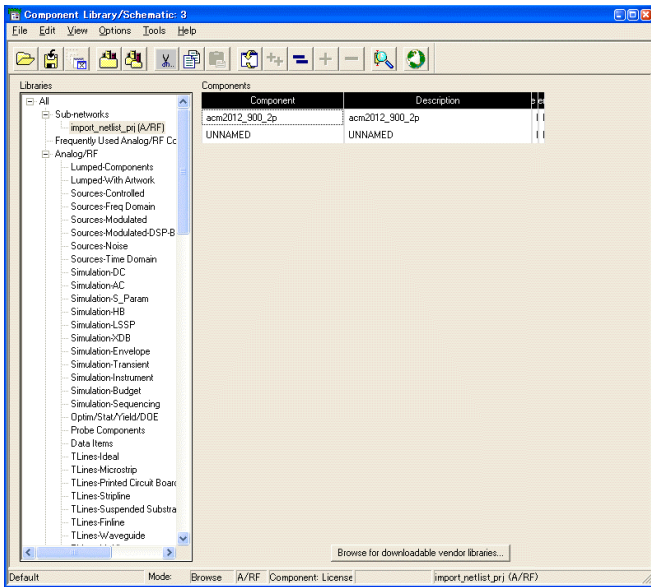 Component Library/Schematic: 3
File Edit View Options Tools Help
Libraries
All
Sub-networks
import_netlist_prj (A/RF)
Frequently Used Analog/RF Cc
Analog/RF
Lumped-Components
Lumped-With Artwork
Sources-Controlled
Sources-Freq Domain
Sources-Modulated
Sources-Modulated-DSP-B
Sources-Noise
Sources-Time Domain
Simulation-DC
Simulation-AC
Simulation-S_Param
Simulation-HB
Simulation-LSSP
Simulation-XDB
Simulation-Envelope
Simulation-Transient
Simulation-Instrument
Simulation-Budget
Simulation-Sequencing
Optim/Stat/Yield/DOE
Probe Components
Data Items
TLines-Ideal
TLines-Microstrip
TLines-Printed Circuit Board
TLines-Stripline
TLines-Suspended Substra
TLines-Finline
TLines-Waveguide
Components
Component Description
acm2012_900_2p acm2012_900_2p
UNNAMED UNNAMED
Browse for downloadable vendor libraries...
Default Mode: Browse A/RF Component: License import_netlist_prj (A/RF)